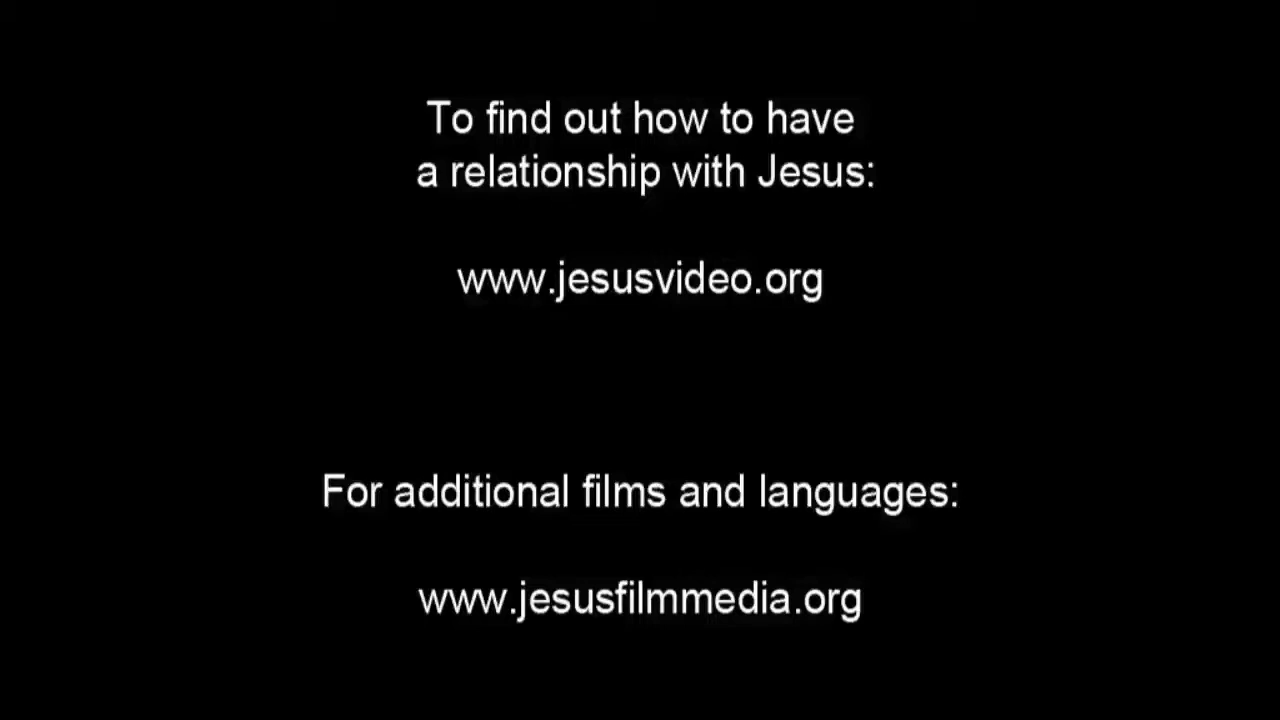 To find out how to have
a relationship with Jesus:
www.jesusvideo.org
For additional films and languages:
www.jesusfilmmedia.org